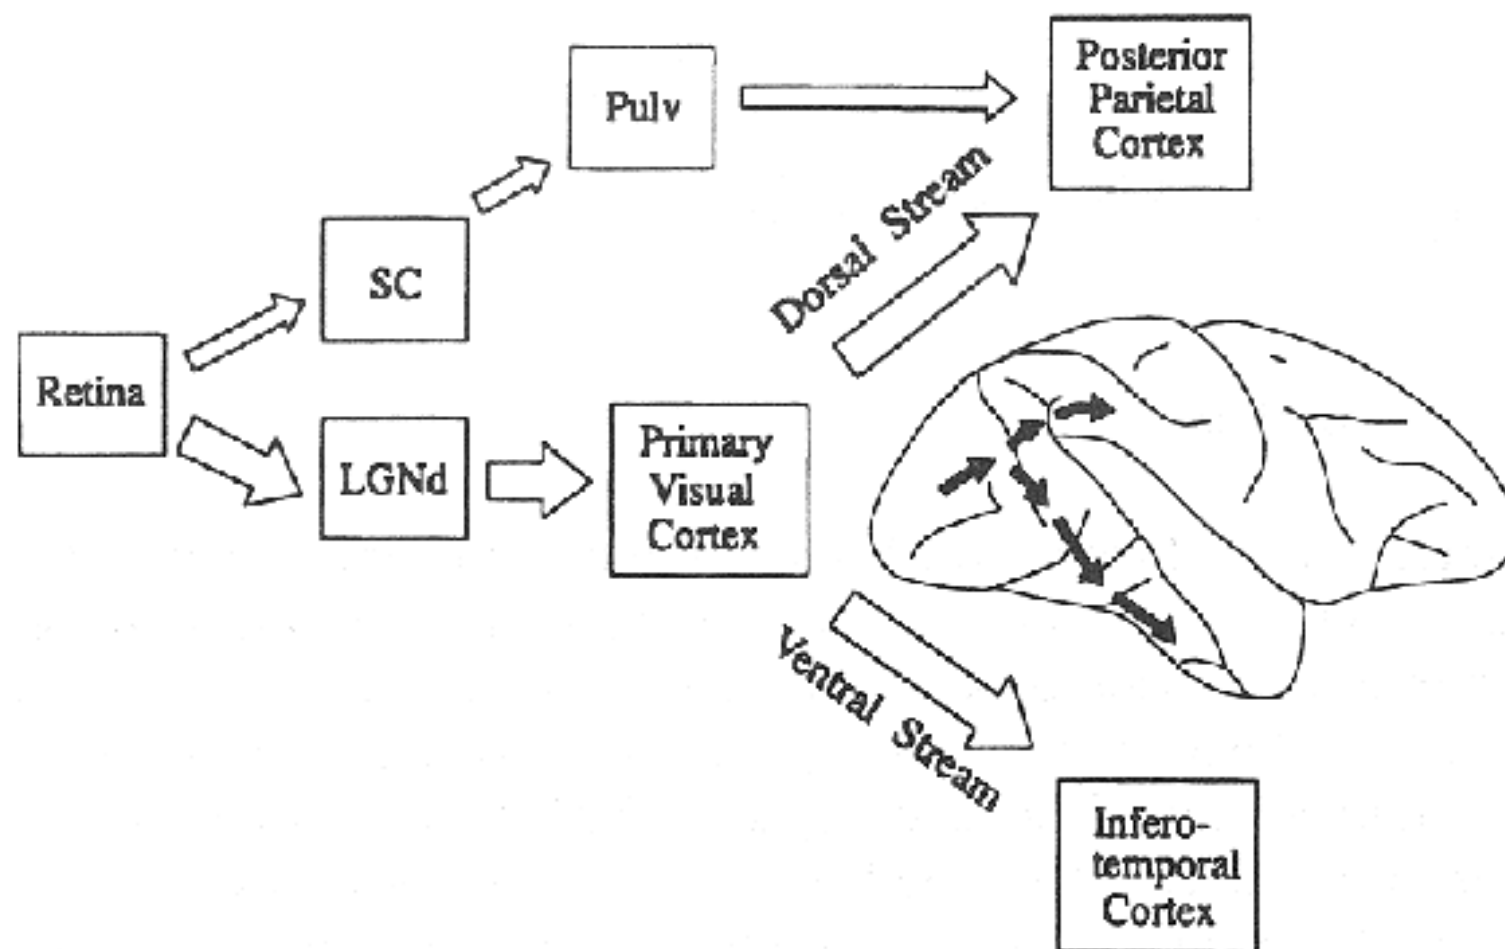 Posterior
Parietal
Cortex
Pulv
Dorsal Stream
SC
Retina
LGNd
Primary
Visual
Cortex
Ventral Stream
Infero-
temporal
Cortex